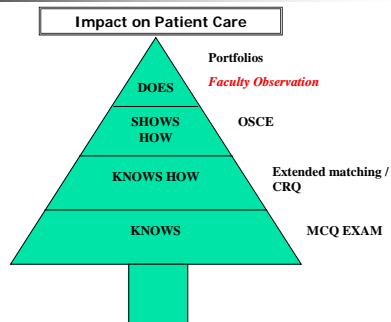 Impact on Patient Care
Portfolios
DOES
Faculty Observation
SHOWS
HOW
OSCE
KNOWS HOW
Extended matching /
CRQ
KNOWS
MCQ EXAM